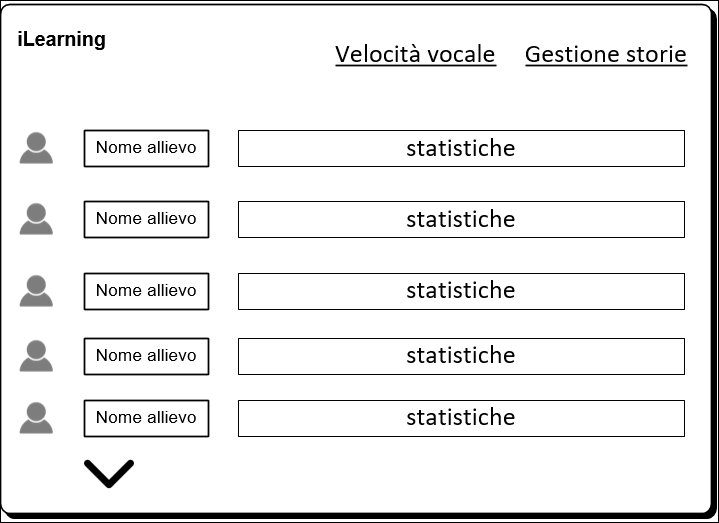 iLearning
Velocità vocale Gestione storie
Nome allievo statistiche
Nome allievo statistiche
Nome allievo statistiche
Nome allievo statistiche
Nome allievo statistiche